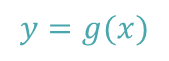 y = g(x)